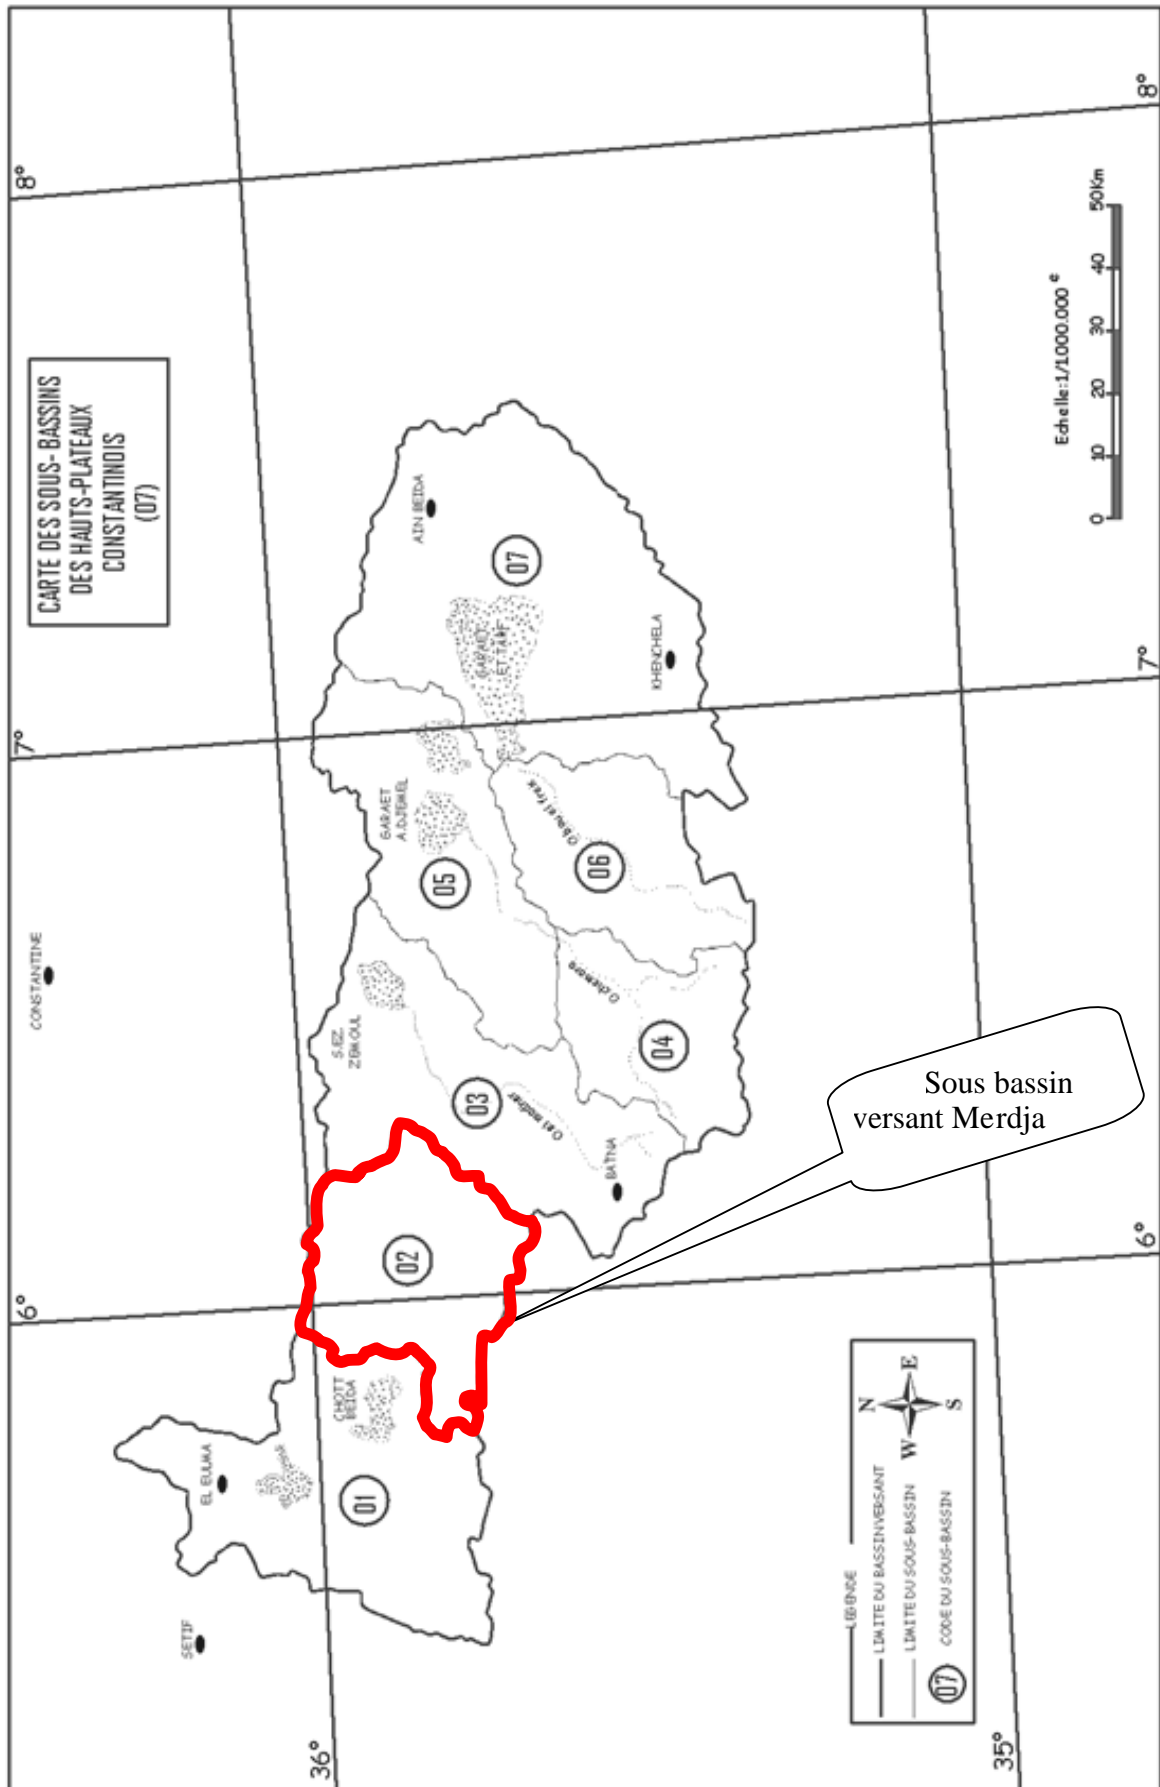 CARTE DES SOUS- BASSINS
DES HAUTS-PLATEAUX
CONSTANTINOIS
(07)
6°
7°
8°
36°
35°
6°
7°
8°
CONSTANTINE
SETIF
EL EULMA
CHOTT
BEIDA
01
02
03
04
05
06
07
S.EZ.
ZEMOUL
GARAET
A.DJEMEL
GARAET
ET.TARF
AIN BEIDA
KHENCHELA
BATNA
O.chemora
Sous bassin
versant Merdja
LEGENDE
LIMITE DU BASSIN VERSANT
LIMITE DU SOUS-BASSIN
07 CODE DU SOUS-BASSIN
N
W E
S
Echelle:1/1000.000 e
0 10 20 30 40 50Km